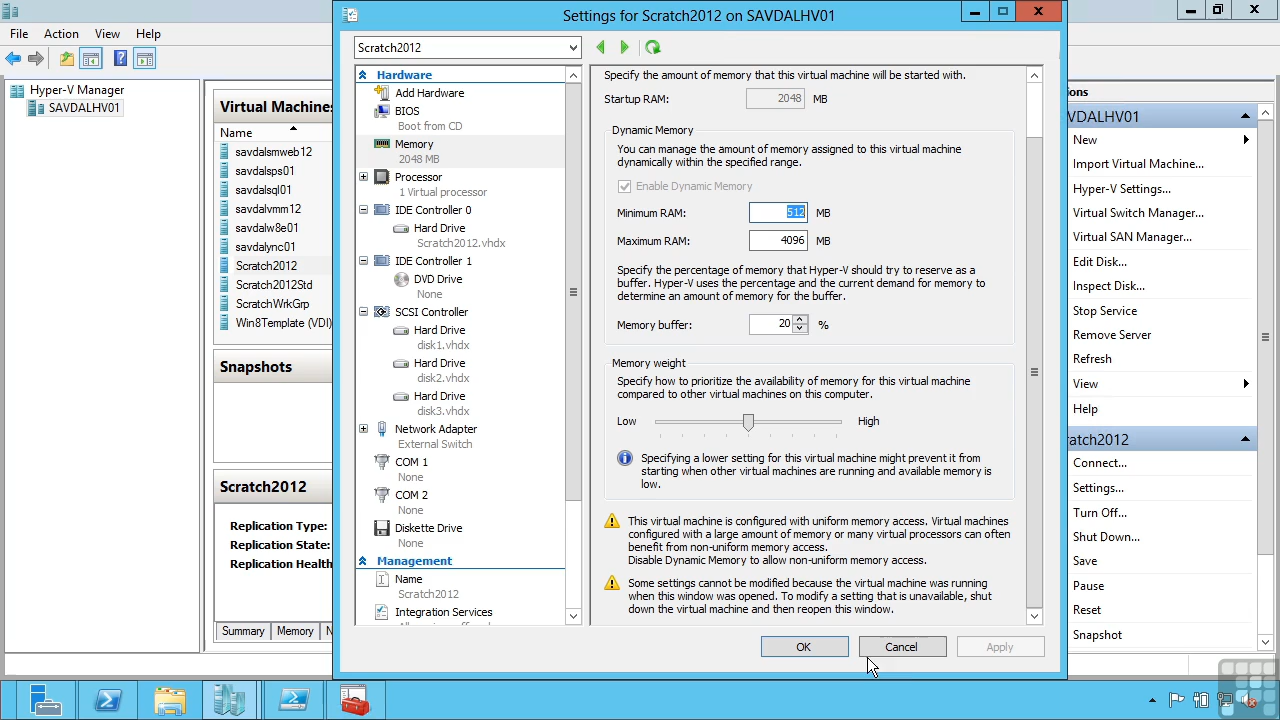 Settings for Scratch2012 on SAVDALHV01
File Action View Help
Hyper-V Manager
SAVDALHV01
Virtual Machines
Name
savdalsmweb12
savdalsps01
savdalsql01
savdalvmm12
savdalw8e01
savdalync01
Scratch2012
Scratch2012Std
ScratchWrkGrp
Win8Template (VDI)
Snapshots
Scratch2012
Replication Type:
Replication State:
Replication Health
Summary Memory N
Scratch2012
Hardware
Add Hardware
BIOS
Boot from CD
Memory
2048 MB
Processor
1 Virtual processor
IDE Controller 0
Hard Drive
Scratch2012.vhdx
IDE Controller 1
DVD Drive
None
SCSI Controller
Hard Drive
disk1.vhdx
Hard Drive
disk2.vhdx
Hard Drive
disk3.vhdx
Network Adapter
External Switch
COM 1
None
COM 2
None
Diskette Drive
None
Management
Name
Scratch2012
Integration Services
Specify the amount of memory that this virtual machine will be started with.
Startup RAM: 2048 MB
Dynamic Memory
You can manage the amount of memory assigned to this virtual machine
dynamically within the specified range.
Enable Dynamic Memory
Minimum RAM: 512 MB
Maximum RAM: 4096 MB
Specify the percentage of memory that Hyper-V should try to reserve as a
buffer. Hyper-V uses the percentage and the current demand for memory to
determine an amount of memory for the buffer.
Memory buffer: 20 %
Memory weight
Specify how to prioritize the availability of memory for this virtual machine
compared to other virtual machines on this computer.
Low High
Specifying a lower setting for this virtual machine might prevent it from
starting when other virtual machines are running and available memory is
low.
This virtual machine is configured with uniform memory access. Virtual machines
configured with a large amount of memory or many virtual processors can often
benefit from non-uniform memory access.
Disable Dynamic Memory to allow non-uniform memory access.
Some settings cannot be modified because the virtual machine was running
when this window was opened. To modify a setting that is unavailable, shut
down the virtual machine and then reopen this window.
OK Cancel Apply
ons
VDALHV01
New
Import Virtual Machine...
Hyper-V Settings...
Virtual Switch Manager...
Virtual SAN Manager...
Edit Disk...
Inspect Disk...
Stop Service
Remove Server
Refresh
View
Help
ratch2012
Connect...
Settings...
Turn Off...
Shut Down...
Save
Pause
Reset
Snapshot